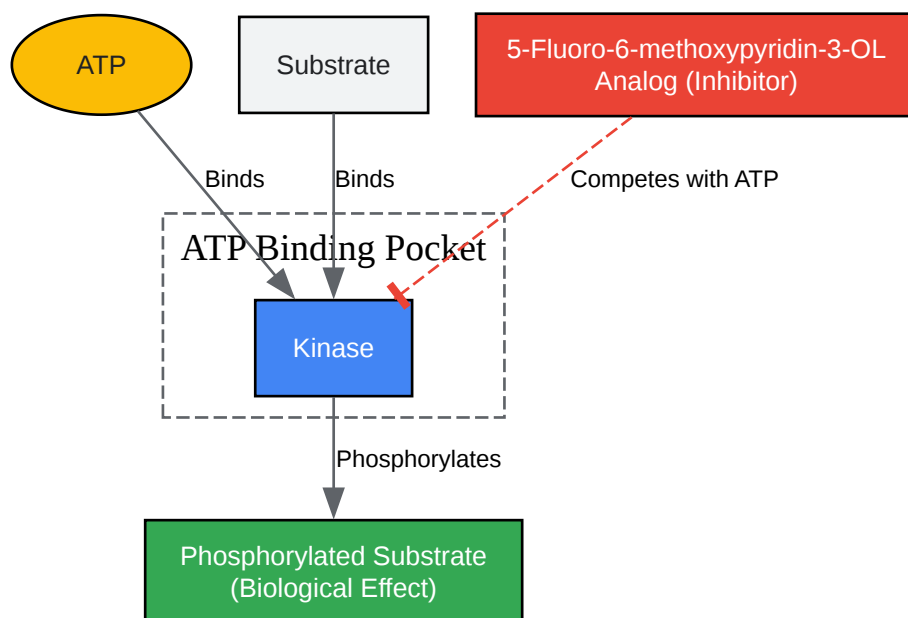 ATP
Substrate
5-Fluoro-6-methoxypyridin-3-OL
Analog (Inhibitor)
Binds
Binds
Competes with ATP
ATP Binding Pocket
Kinase
Phosphorylates
Phosphorylated Substrate
(Biological Effect)